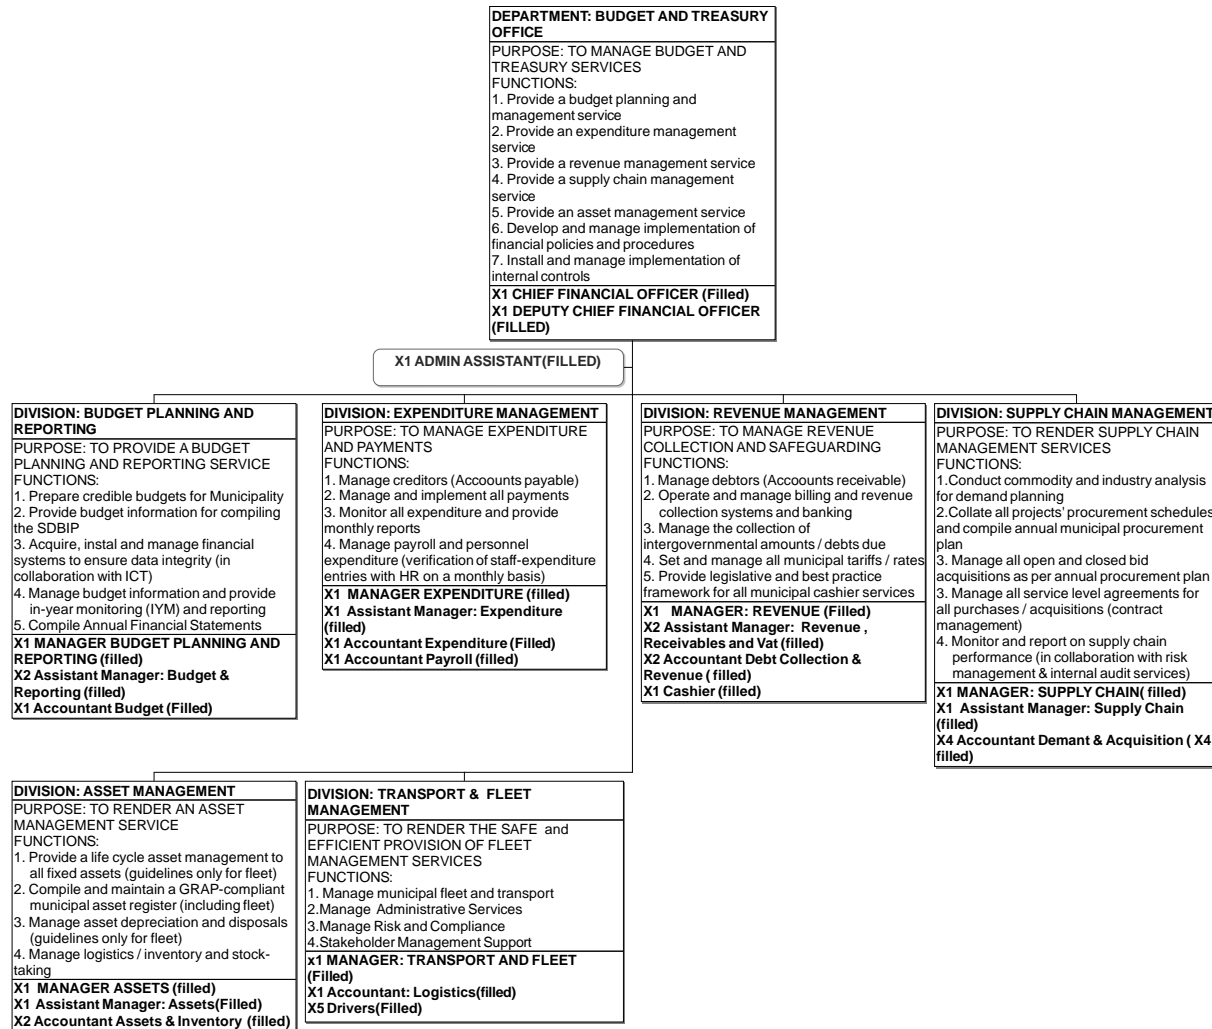 DEPARTMENT: BUDGET AND TREASURY
OFFICE
PURPOSE: TO MANAGE BUDGET AND
TREASURY SERVICES
FUNCTIONS:
1. Provide a budget planning and
management service
2. Provide an expenditure management
service
3. Provide a revenue management service
4. Provide a supply chain management
service
5. Provide an asset management service
6. Develop and manage implementation of
financial policies and procedures
7. Install and manage implementation of
internal controls
X1 CHIEF FINANCIAL OFFICER (Filled)
X1 DEPUTY CHIEF FINANCIAL OFFICER
(FILLED)
X1 ADMIN ASSISTANT(FILLED)
DIVISION: BUDGET PLANNING AND
REPORTING
PURPOSE: TO PROVIDE A BUDGET
PLANNING AND REPORTING SERVICE
FUNCTIONS:
1. Prepare credible budgets for Municipality
2. Provide budget information for compiling
the SDBIP
3. Acquire, instal and manage financial
systems to ensure data integrity (in
collaboration with ICT)
4. Manage budget information and provide
in-year monitoring (IYM) and reporting
5. Compile Annual Financial Statements
X1 MANAGER BUDGET PLANNING AND
REPORTING (filled)
X2 Assistant Manager: Budget &
Reporting (filled)
X1 Accountant Budget (Filled)
DIVISION: EXPENDITURE MANAGEMENT
PURPOSE: TO MANAGE EXPENDITURE
AND PAYMENTS
FUNCTIONS:
1. Manage creditors (Accounts payable)
2. Manage and implement all payments
3. Monitor all expenditure and provide
monthly reports
4. Manage payroll and personnel
expenditure (verification of staff-expenditure
entries with HR on a monthly basis)
X1 MANAGER EXPENDITURE (filled)
X1 Assistant Manager: Expenditure
(filled)
X1 Accountant Expenditure (Filled)
X1 Accountant Payroll (filled)
DIVISION: REVENUE MANAGEMENT
PURPOSE: TO MANAGE REVENUE
COLLECTION AND SAFEGUARDING
FUNCTIONS:
1. Manage debtors (Accoounts receivable)
2. Operate and manage billing and revenue
collection systems and banking
3. Manage the collection of
intergovernmental amounts / debts due
4. Set and manage all municipal tariffs / rates
5. Provide legislative and best practice
framework for all municipal cashier services
X1 MANAGER: REVENUE (Filled)
X2 Assistant Manager: Revenue ,
Receivables and Vat (filled)
X2 Accountant Debt Collection &
Revenue ( filled)
X1 Cashier (filled)
DIVISION: SUPPLY CHAIN MANAGEMENT
PURPOSE: TO RENDER SUPPLY CHAIN
MANAGEMENT SERVICES
FUNCTIONS:
1.Conduct commodity and industry analysis
for demand planning
2.Collate all projects' procurement schedules
and compile annual municipal procurement
plan
3. Manage all open and closed bid
acquisitions as per annual procurement plan
3. Manage all service level agreements for
all purchases / acquisitions (contract
management)
4. Monitor and report on supply chain
performance (in collaboration with risk
management & internal audit services)
X1 MANAGER: SUPPLY CHAIN( filled)
X1 Assistant Manager: Supply Chain
(filled)
X4 Accountant Demant & Acquisition ( X4
filled)
DIVISION: ASSET MANAGEMENT
PURPOSE: TO RENDER AN ASSET
MANAGEMENT SERVICE
FUNCTIONS:
1. Provide a life cycle asset management to
all fixed assets (guidelines only for fleet)
2. Compile and maintain a GRAP-compliant
municipal asset register (including fleet)
3. Manage asset depreciation and disposals
(guidelines only for fleet)
4. Manage logistics / inventory and stock-
taking
X1 MANAGER ASSETS (filled)
X1 Assistant Manager: Assets(Filled)
X2 Accountant Assets & Inventory (filled)
DIVISION: TRANSPORT & FLEET
MANAGEMENT
PURPOSE: TO RENDER THE SAFE and
EFFICIENT PROVISION OF FLEET
MANAGEMENT SERVICES
FUNCTIONS:
1. Manage municipal fleet and transport
2.Manage Administrative Services
3.Manage Risk and Compliance
4.Stakeholder Management Support
x1 MANAGER: TRANSPORT AND FLEET
(Filled)
X1 Accountant: Logistics(filled)
X5 Drivers(Filled)